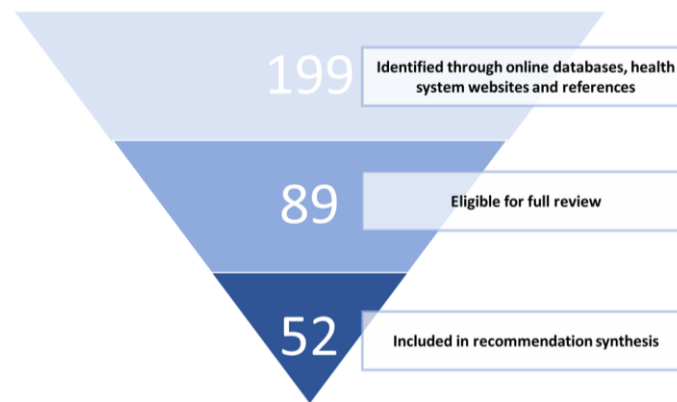 199
Identified through online databases, health
system websites and references
89
Eligible for full review
52
Included in recommendation synthesis